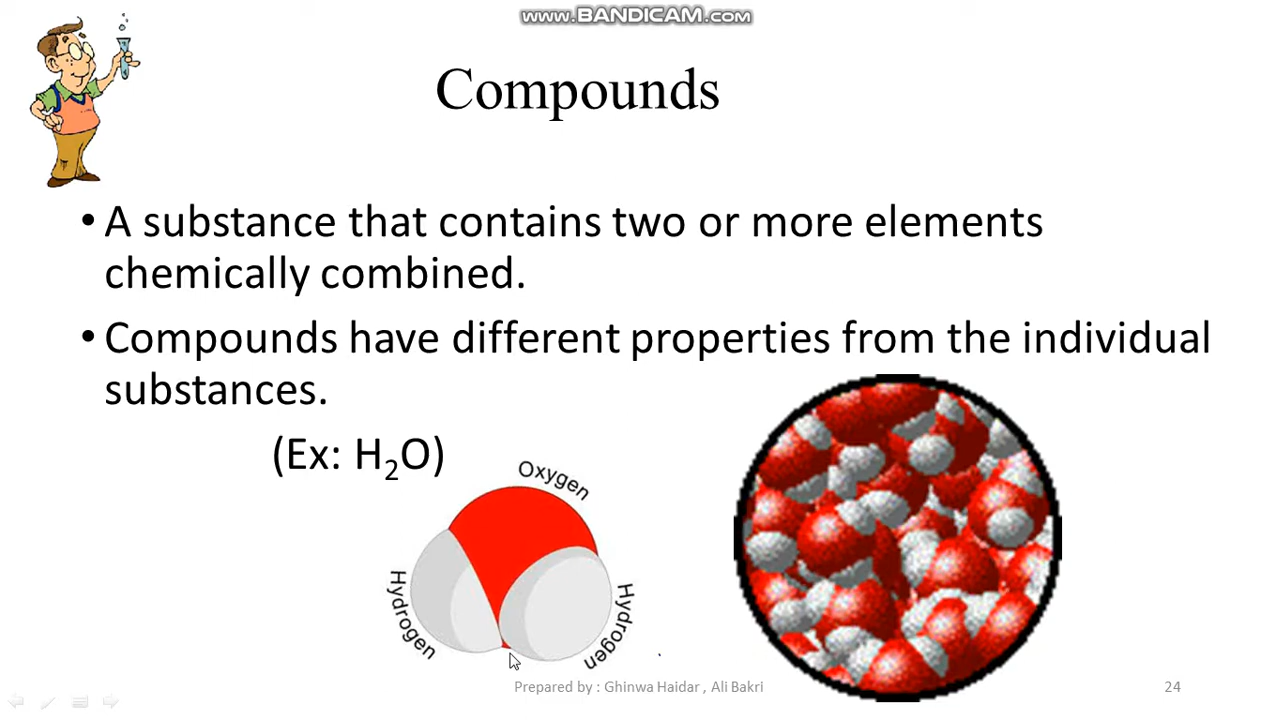 www.BANDICAM.com
Compounds
• A substance that contains two or more elements
chemically combined.
• Compounds have different properties from the individual
substances.
(Ex: H₂O)
Oxygen
Hydrogen
Hydrogen
Prepared by : Ghinwa Haidar , Ali Bakri
24